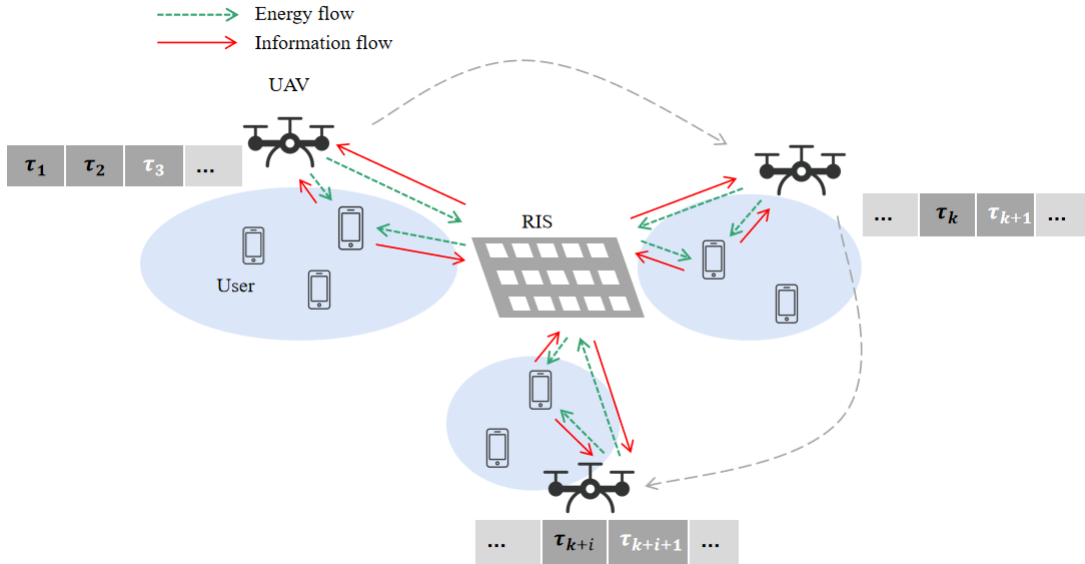 Energy flow
Information flow
UAV
τ₁ τ₂ τ₃ ...
RIS
... τₖ τₖ₊₁ ...
User
... τₖ₊ᵢ τₖ₊ᵢ₊₁ ...